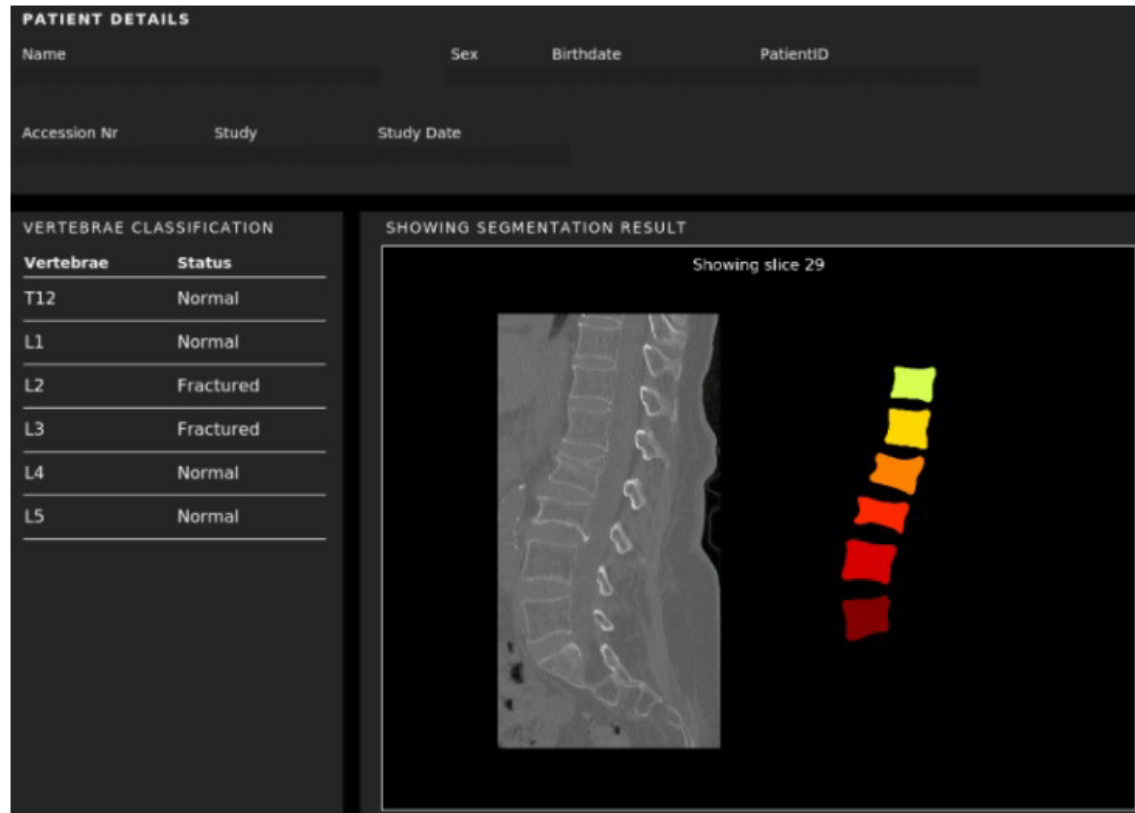 PATIENT DETAILS
Name Sex Birthdate PatientID
Accession Nr Study Study Date
VERTEBRAE CLASSIFICATION
Vertebrae Status
T12 Normal
L1 Normal
L2 Fractured
L3 Fractured
L4 Normal
L5 Normal
SHOWING SEGMENTATION RESULT
Showing slice 29